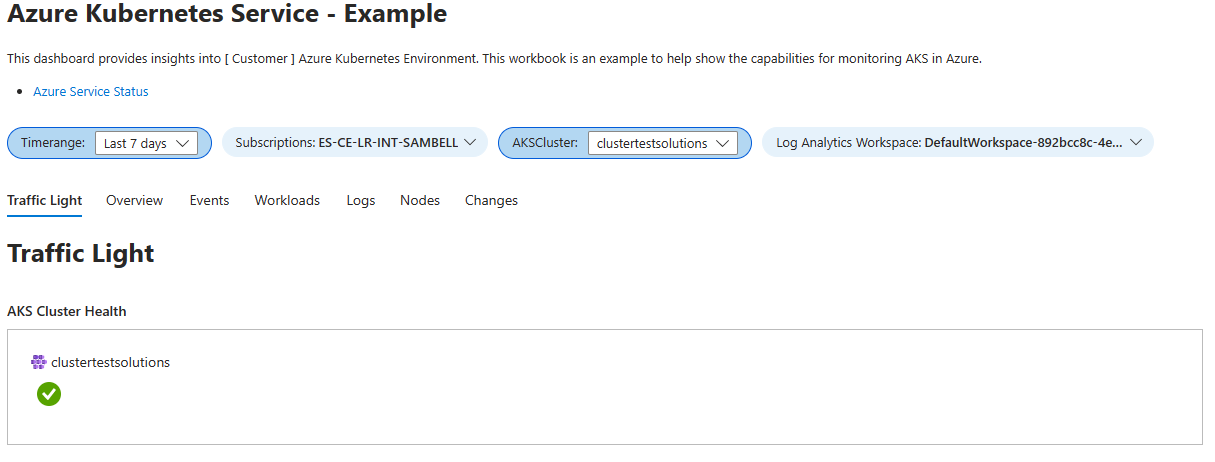 Azure Kubernetes Service - Example
This dashboard provides insights into [ Customer ] Azure Kubernetes Environment. This workbook is an example to help show the capabilities for monitoring AKS in Azure.
Azure Service Status
Timerange: Last 7 days Subscriptions: ES-CE-LR-INT-SAMBELL AKSCluster: clustertestsolutions Log Analytics Workspace: DefaultWorkspace-892bcc8c-4e...
Traffic Light Overview Events Workloads Logs Nodes Changes
Traffic Light
AKS Cluster Health
clustertestsolutions